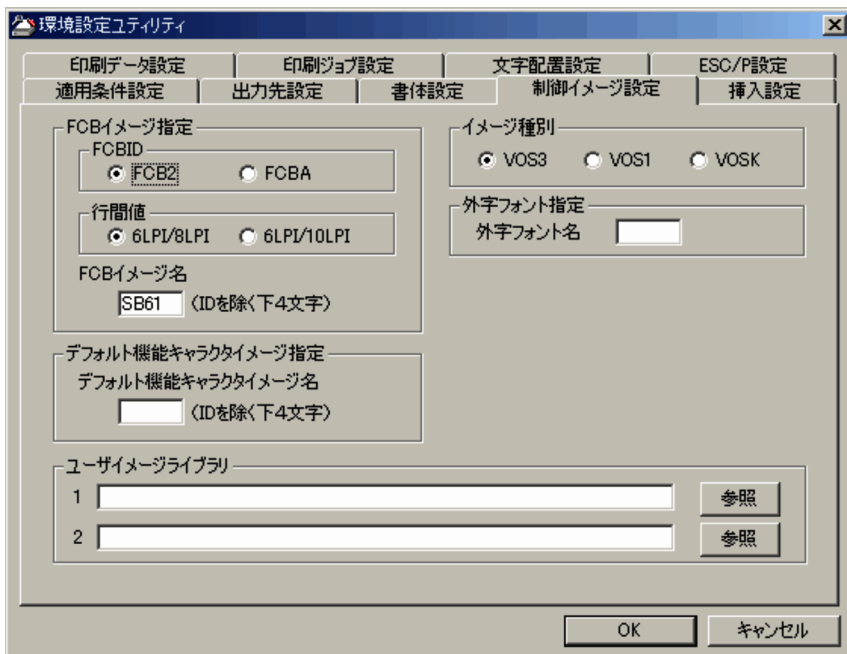 環境設定ユティリティ
印刷データ設定 印刷ジョブ設定 文字配置設定 ESC/P設定
適用条件設定 出力先設定 書体設定 制御イメージ設定 挿入設定
FCBイメージ指定
FCBID
FCB2 FCBA
行間値
6LPI/8LPI 6LPI/10LPI
FCBイメージ名
SB61 (IDを除く下4文字)
デフォルト機能キャラクタイメージ指定
デフォルト機能キャラクタイメージ名
(IDを除く下4文字)
イメージ種別
VOS3 VOS1 VOSK
外字フォント指定
外字フォント名
ユーザイメージライブラリ
1 参照
2 参照
OK キャンセル